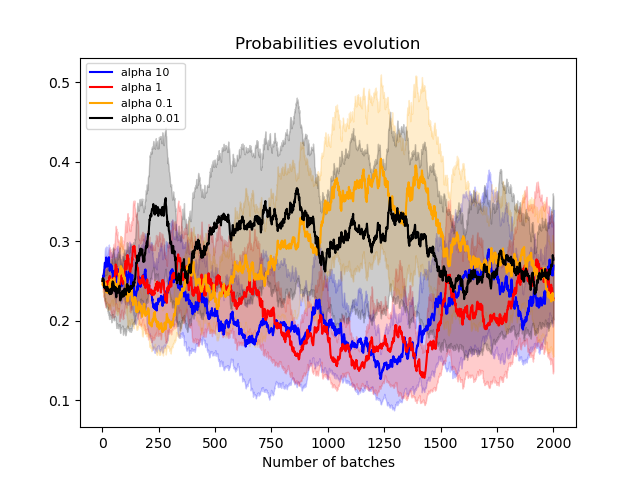 Probabilities evolution
alpha 10
alpha 1
alpha 0.1
alpha 0.01
0.5
0.4
0.3
0.2
0.1
0 250 500 750 1000 1250 1500 1750 2000
Number of batches